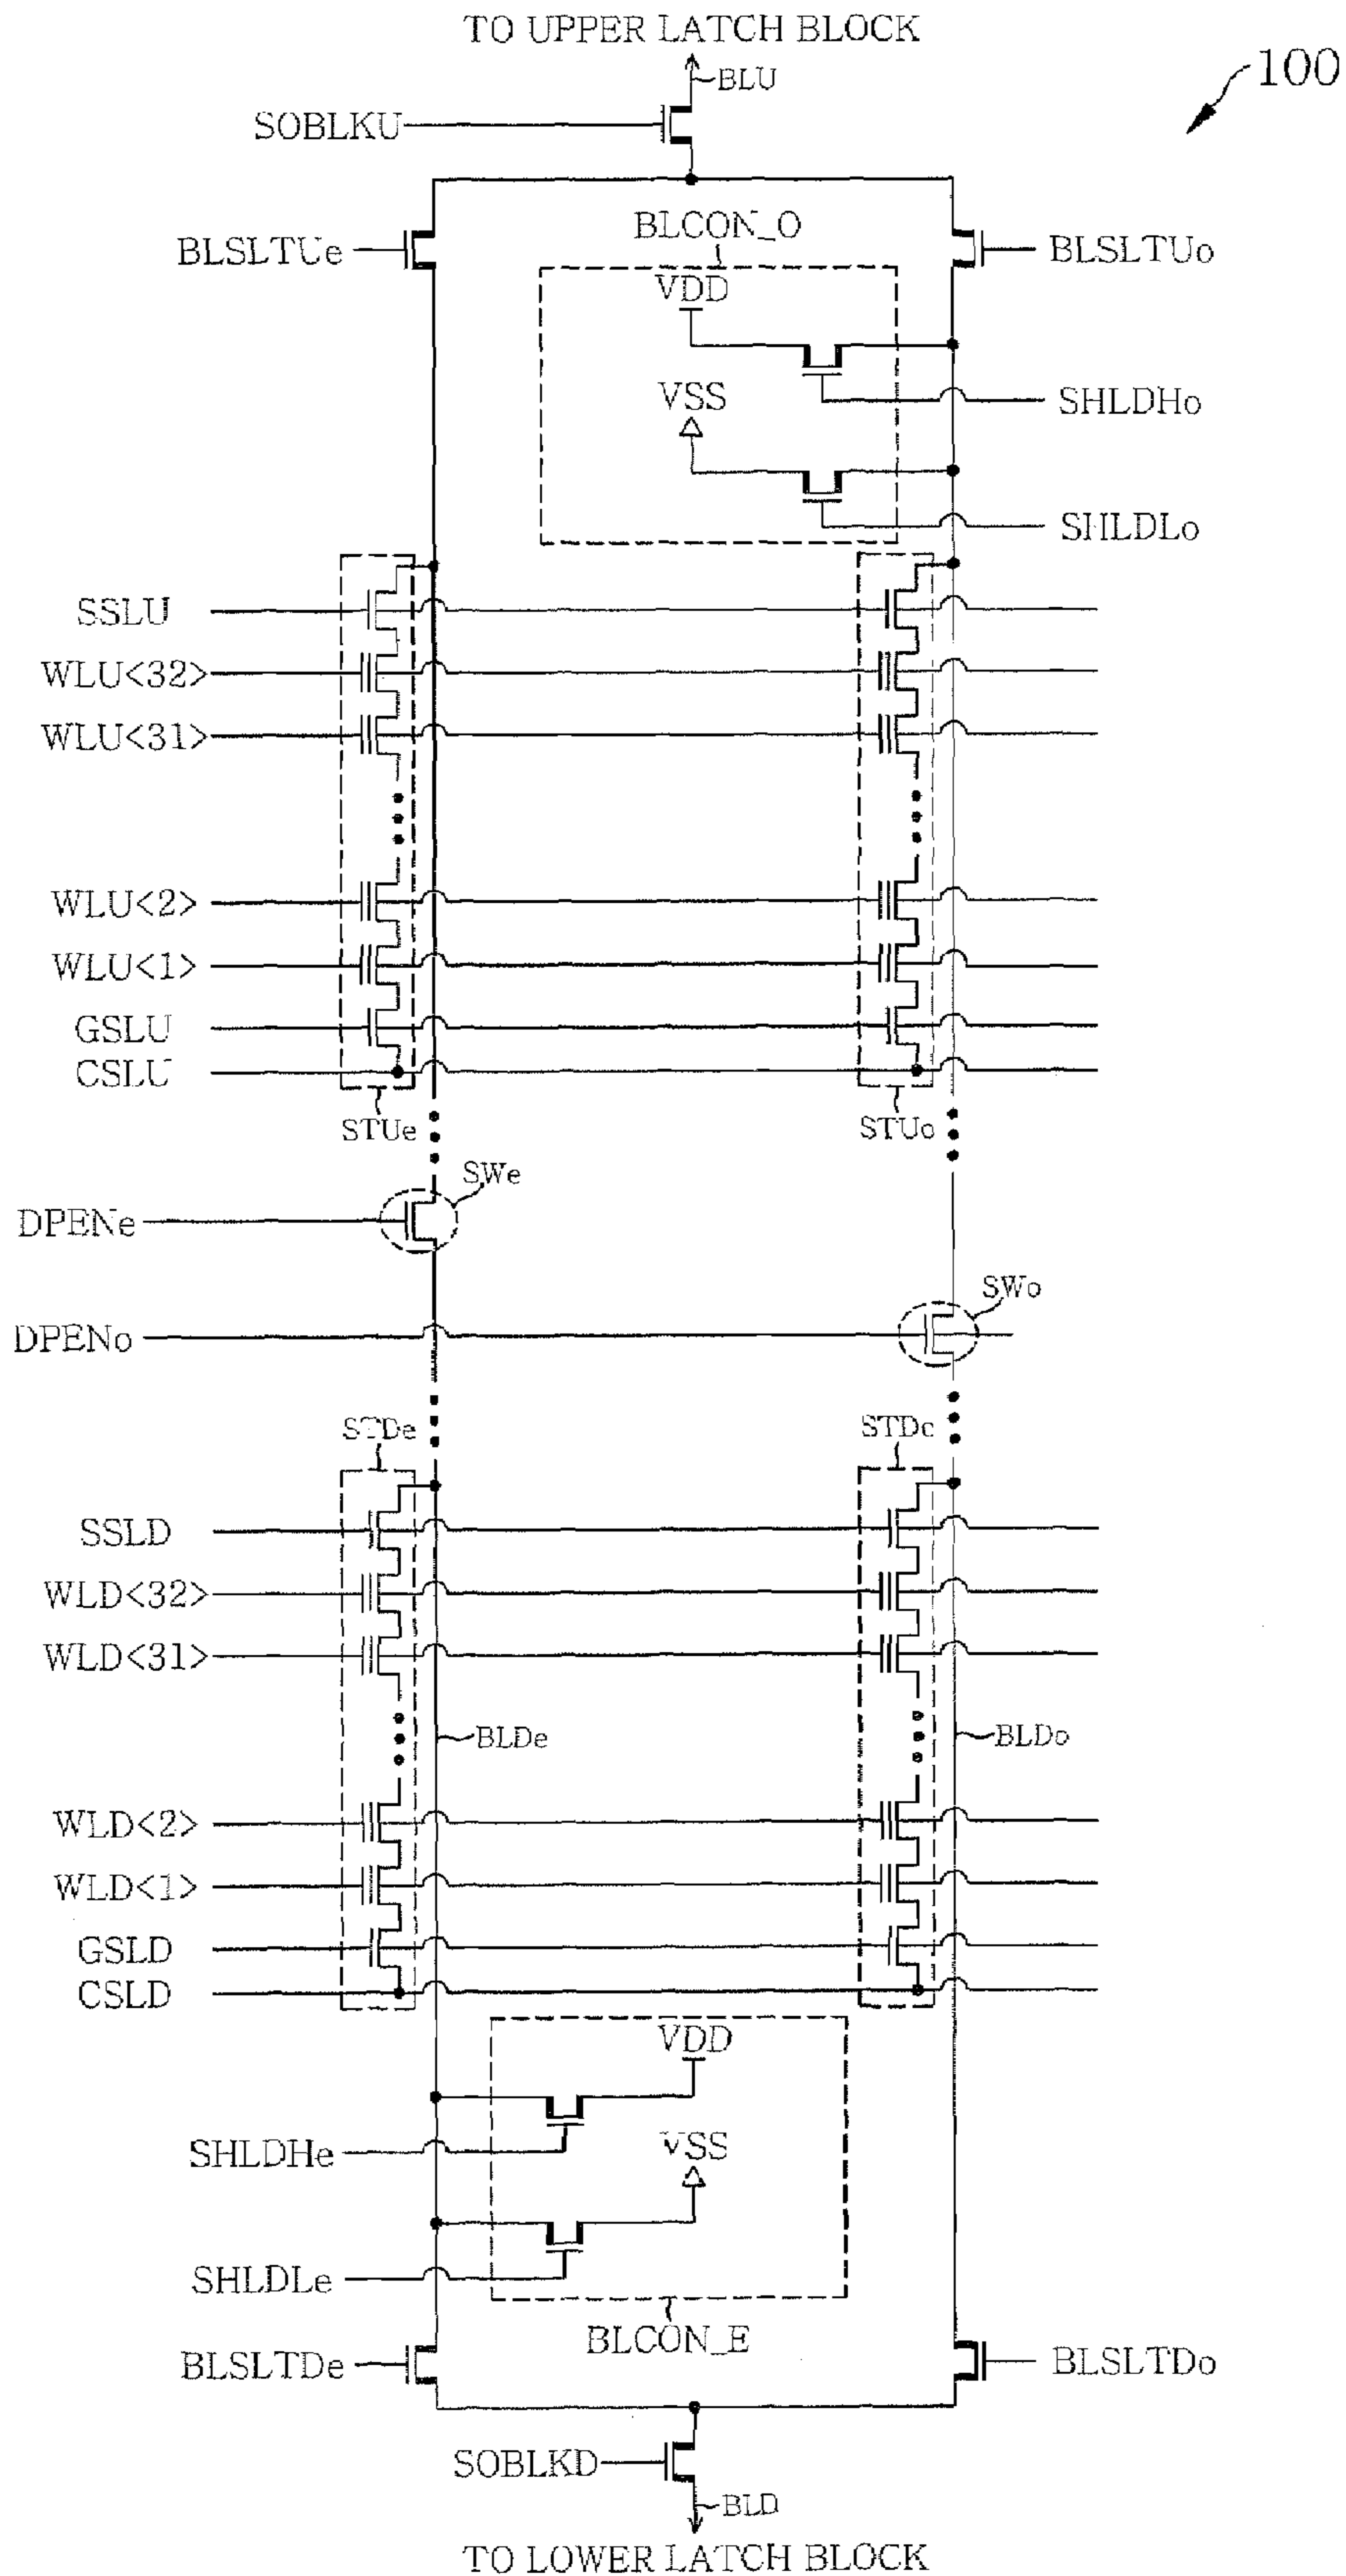 TO UPPER LATCH BLOCK
BLU
100
SOBLKU
BLCON_O
BLSLTUe
BLSLTUo
VDD
SHLDHo
VSS
SHLDLo
SSLU
WLU<32>
WLU<31>
WLU<2>
WLU<1>
GSLU
CSLU
STUe
STUo
SWe
DPENe
SWo
DPENo
STDe
STDo
SSLD
WLD<32>
WLD<31>
BLDe
BLDo
WLD<2>
WLD<1>
GSLD
CSLD
VDD
SHLDHe
VSS
SHLDLe
BLCON_E
BLSLTDe
BLSLTDo
SOBLKD
BLD
TO LOWER LATCH BLOCK